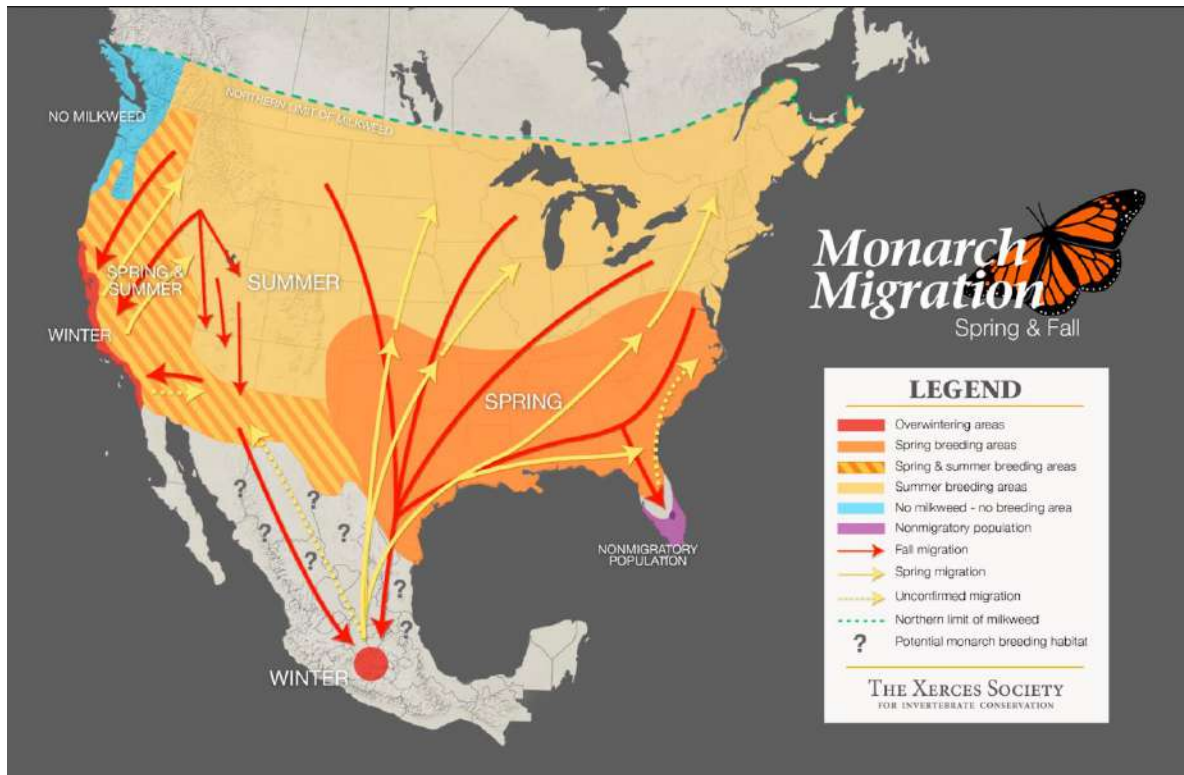 NO MILKWEED
NORTHERN LIMIT OF MILKWEED
SPRING &
SUMMER
SUMMER
WINTER
SPRING
NONMIGRATORY
POPULATION
WINTER
?
?
?
?
?
?
?
Monarch
Migration
Spring & Fall
LEGEND
Overwintering areas
Spring breeding areas
Spring & summer breeding areas
Summer breeding areas
No milkweed - no breeding area
Nonmigratory population
Fall migration
Spring migration
Unconfirmed migration
Northern limit of milkweed
? Potential monarch breeding habitat
THE XERCES SOCIETY
FOR INVERTEBRATE CONSERVATION